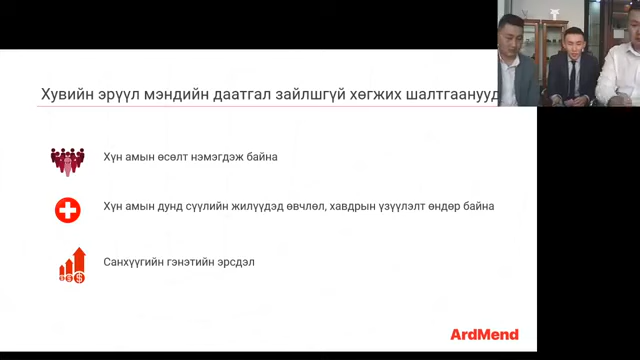 Хувийн эрүүл мэндийн даатгал зайлшгүй хөгжих шалтгаанууд
Хүн амын өсөлт нэмэгдэж байна
Хүн амын дунд сүүлийн жилүүдэд өвчлөл, хавдрын үзүүлэлт өндөр байна
Санхүүгийн гэнэтийн эрсдэл
ArdMend